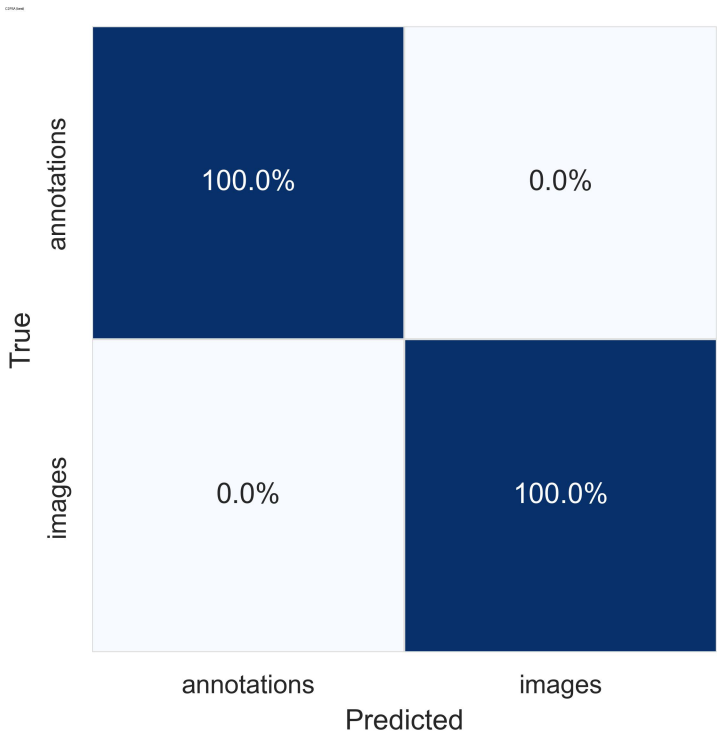 annotations
100.0%
0.0%
True
images
0.0%
100.0%
annotations
images
Predicted